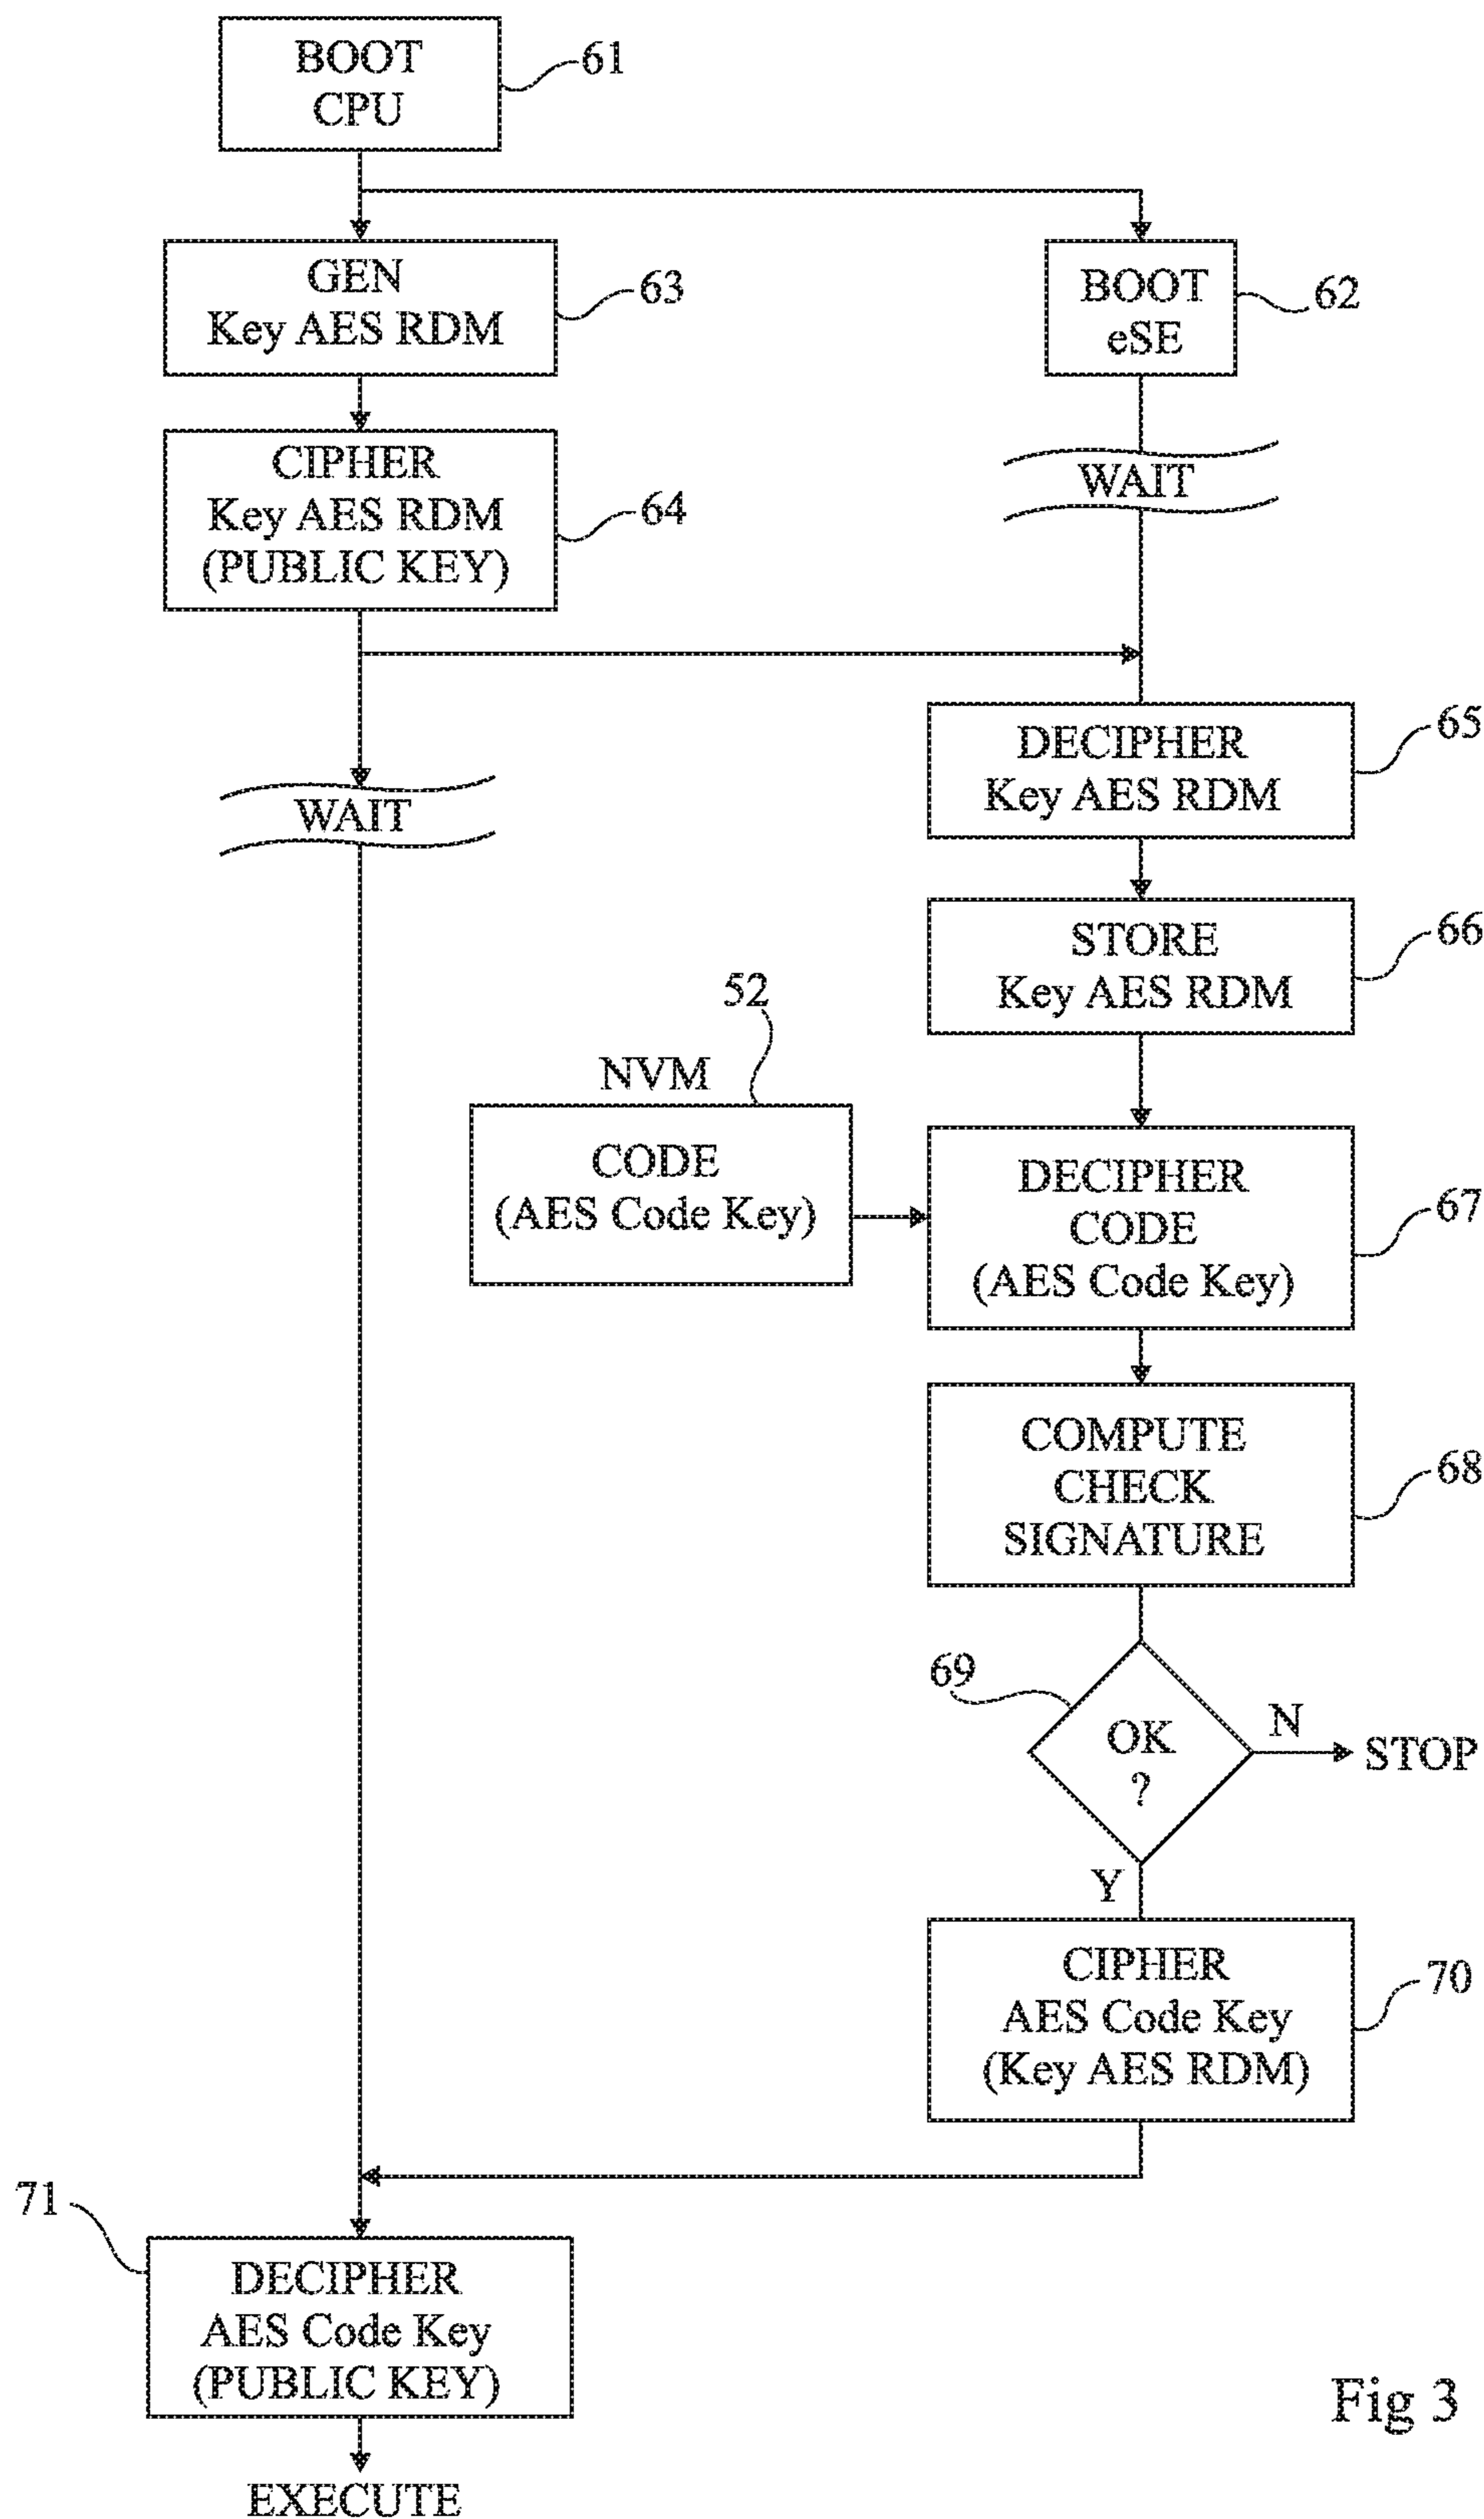 BOOT
CPU
61
GEN
Key AES RDM
63
BOOT
eSE
62
CIPHER
Key AES RDM
(PUBLIC KEY)
64
WAIT
DECIPHER
Key AES RDM
65
WAIT
STORE
Key AES RDM
66
52
NVM
CODE
(AES Code Key)
DECIPHER
CODE
(AES Code Key)
67
COMPUTE
CHECK
SIGNATURE
68
69
OK
?
N
STOP
Y
CIPHER
AES Code Key
(Key AES RDM)
70
71
DECIPHER
AES Code Key
(PUBLIC KEY)
EXECUTE
Fig 3